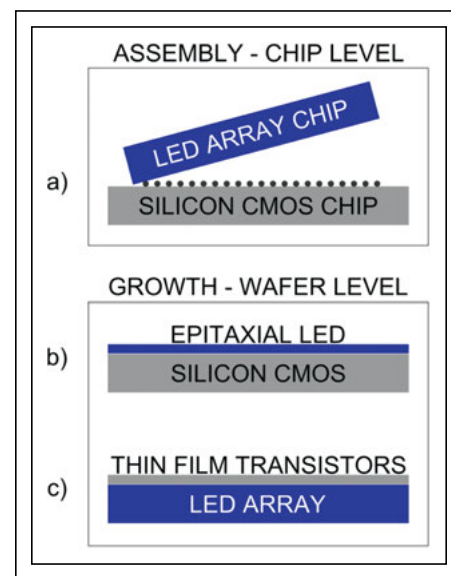 ASSEMBLY - CHIP LEVEL
a)
LED ARRAY CHIP
SILICON CMOS CHIP
GROWTH - WAFER LEVEL
b)
EPITAXIAL LED
SILICON CMOS
c)
THIN FILM TRANSISTORS
LED ARRAY